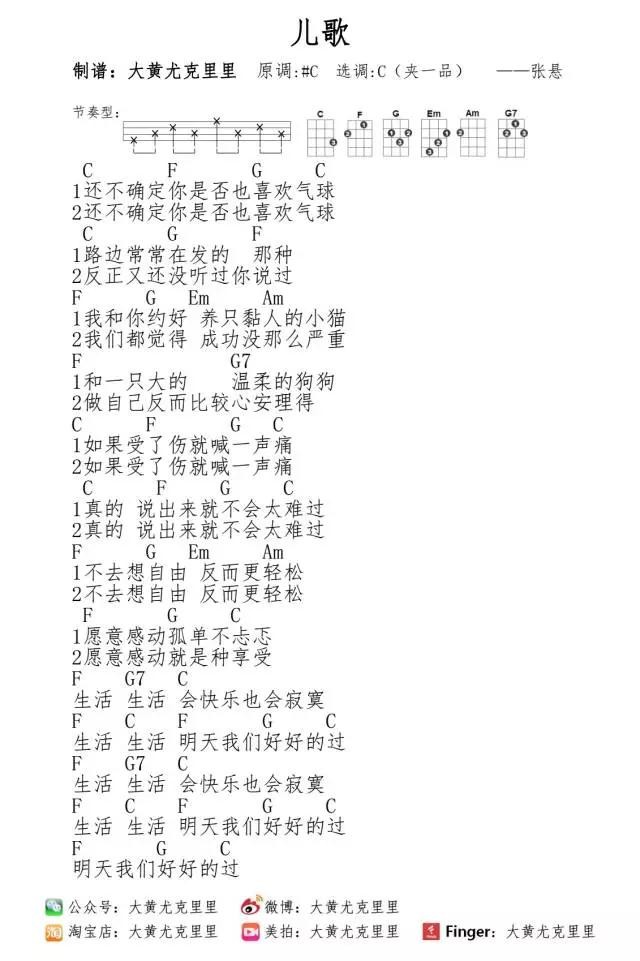 儿歌
制谱：大黄尤克里里 原调:#C 选调:C（夹一品） ——张悬
节奏型:
C F G Em Am G7
C F G C
1还不确定你是否也喜欢气球
2还不确定你是否也喜欢气球
C G F
1路边常常在发的 那种
2反正又还没听过你说过
F G Em Am
1我和你约好 养只黏人的小猫
2我们都觉得 成功没那么严重
F G7
1和一只大的 温柔的狗狗
2做自己反而比较心安理得
C F G C
1如果受了伤就喊一声痛
2如果受了伤就喊一声痛
C F G C
1真的 说出来就不会太难过
2真的 说出来就不会太难过
F G Em Am
1不去想自由 反而更轻松
2不去想自由 反而更轻松
F G C
1愿意感动孤单不忐忑
2愿意感动就是种享受
F G7 C
生活 生活 会快乐也会寂寞
F C F G C
生活 生活 明天我们好好的过
F G7 C
生活 生活 会快乐也会寂寞
F C F G C
生活 生活 明天我们好好的过
F G C
明天我们好好的过
公众号：大黄尤克里里 微博：大黄尤克里里
淘宝店：大黄尤克里里 美拍：大黄尤克里里 Finger：大黄尤克里里